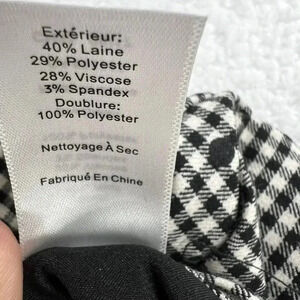 Extérieur:
40% Laine
29% Polyester
28% Viscose
3% Spandex
Doublure:
100% Polyester
Nettoyage À Sec
Fabriqué En Chine